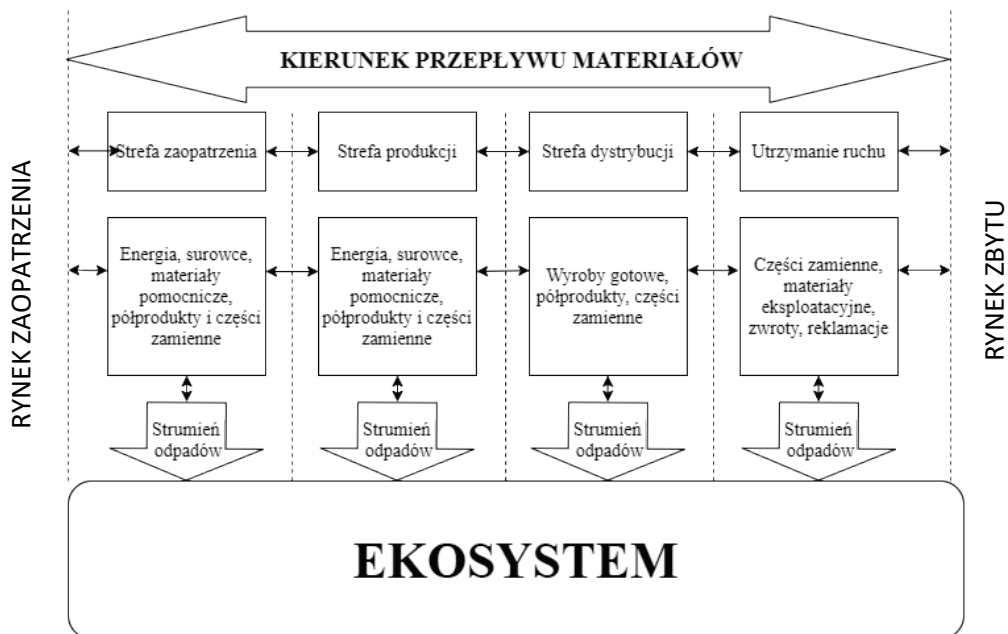 KIERUNEK PRZEPŁYWU MATERIAŁÓW
RYNEK ZAOPATRZENIA
Strefa zaopatrzenia
Strefa produkcji
Strefa dystrybucji
Utrzymanie ruchu
RYNEK ZBYTU
Energia, surowce,
materiały
pomocnicze,
półprodukty i części
zamienne
Energia, surowce,
materiały
pomocnicze,
półprodukty i części
zamienne
Wyroby gotowe,
półprodukty, części
zamienne
Części zamienne,
materiały
eksploatacyjne,
zwroty, reklamacje
Strumień
odpadów
Strumień
odpadów
Strumień
odpadów
Strumień
odpadów
EKOSYSTEM